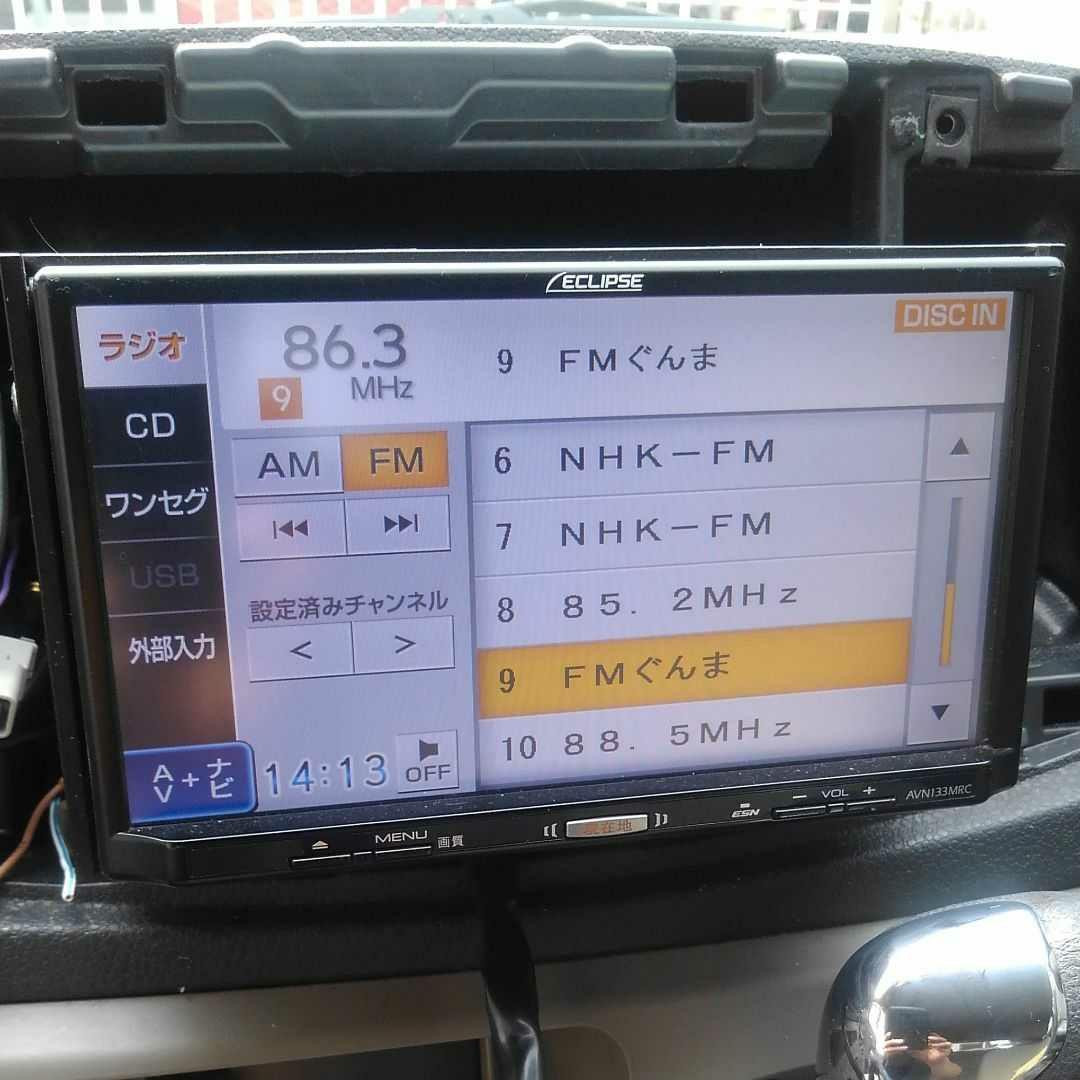 ECLIPSE
DISC IN
ラジオ
86.3
MHz
9
9 FMぐんま
CD
ワンセグ
USB
外部入力
AM FM
設定済みチャンネル
< >
6 NHK－FM
7 NHK－FM
8 85．2MHz
9 FMぐんま
10 88．5MHz
AV+ナビ
14:13
OFF
MENU 画質
現在地
ESN
− VOL +
AVN133MRC